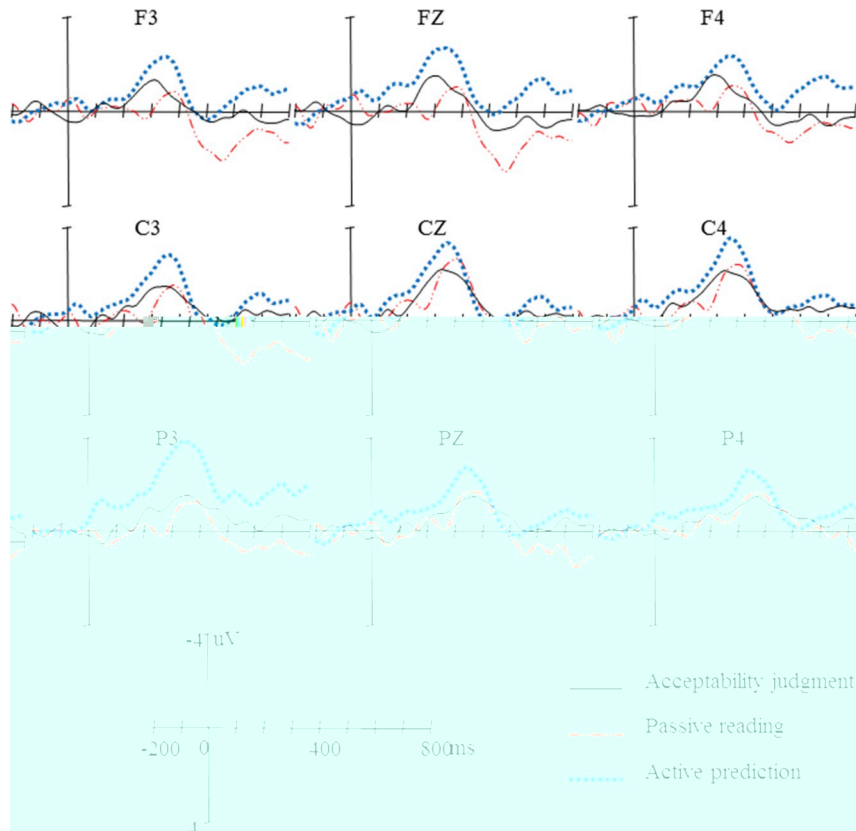 F3 FZ F4
C3 CZ C4
P3 PZ P4
-4 uV
Acceptability judgment
Passive reading
-200 0 400 800ms
Active prediction